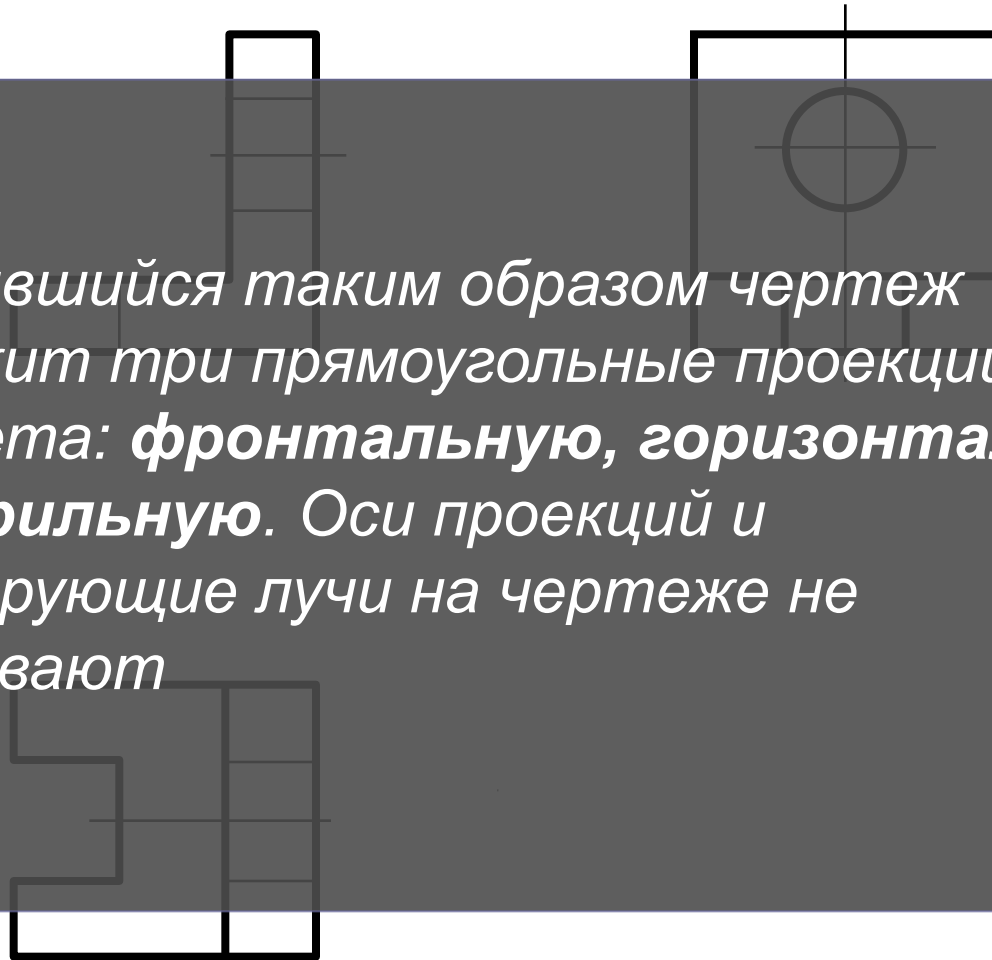 вшийся таким образом чертеж
ит три прямоугольные проекции
ета: фронтальную, горизонта
рильную. Оси проекций и
рующие лучи на чертеже не
вают